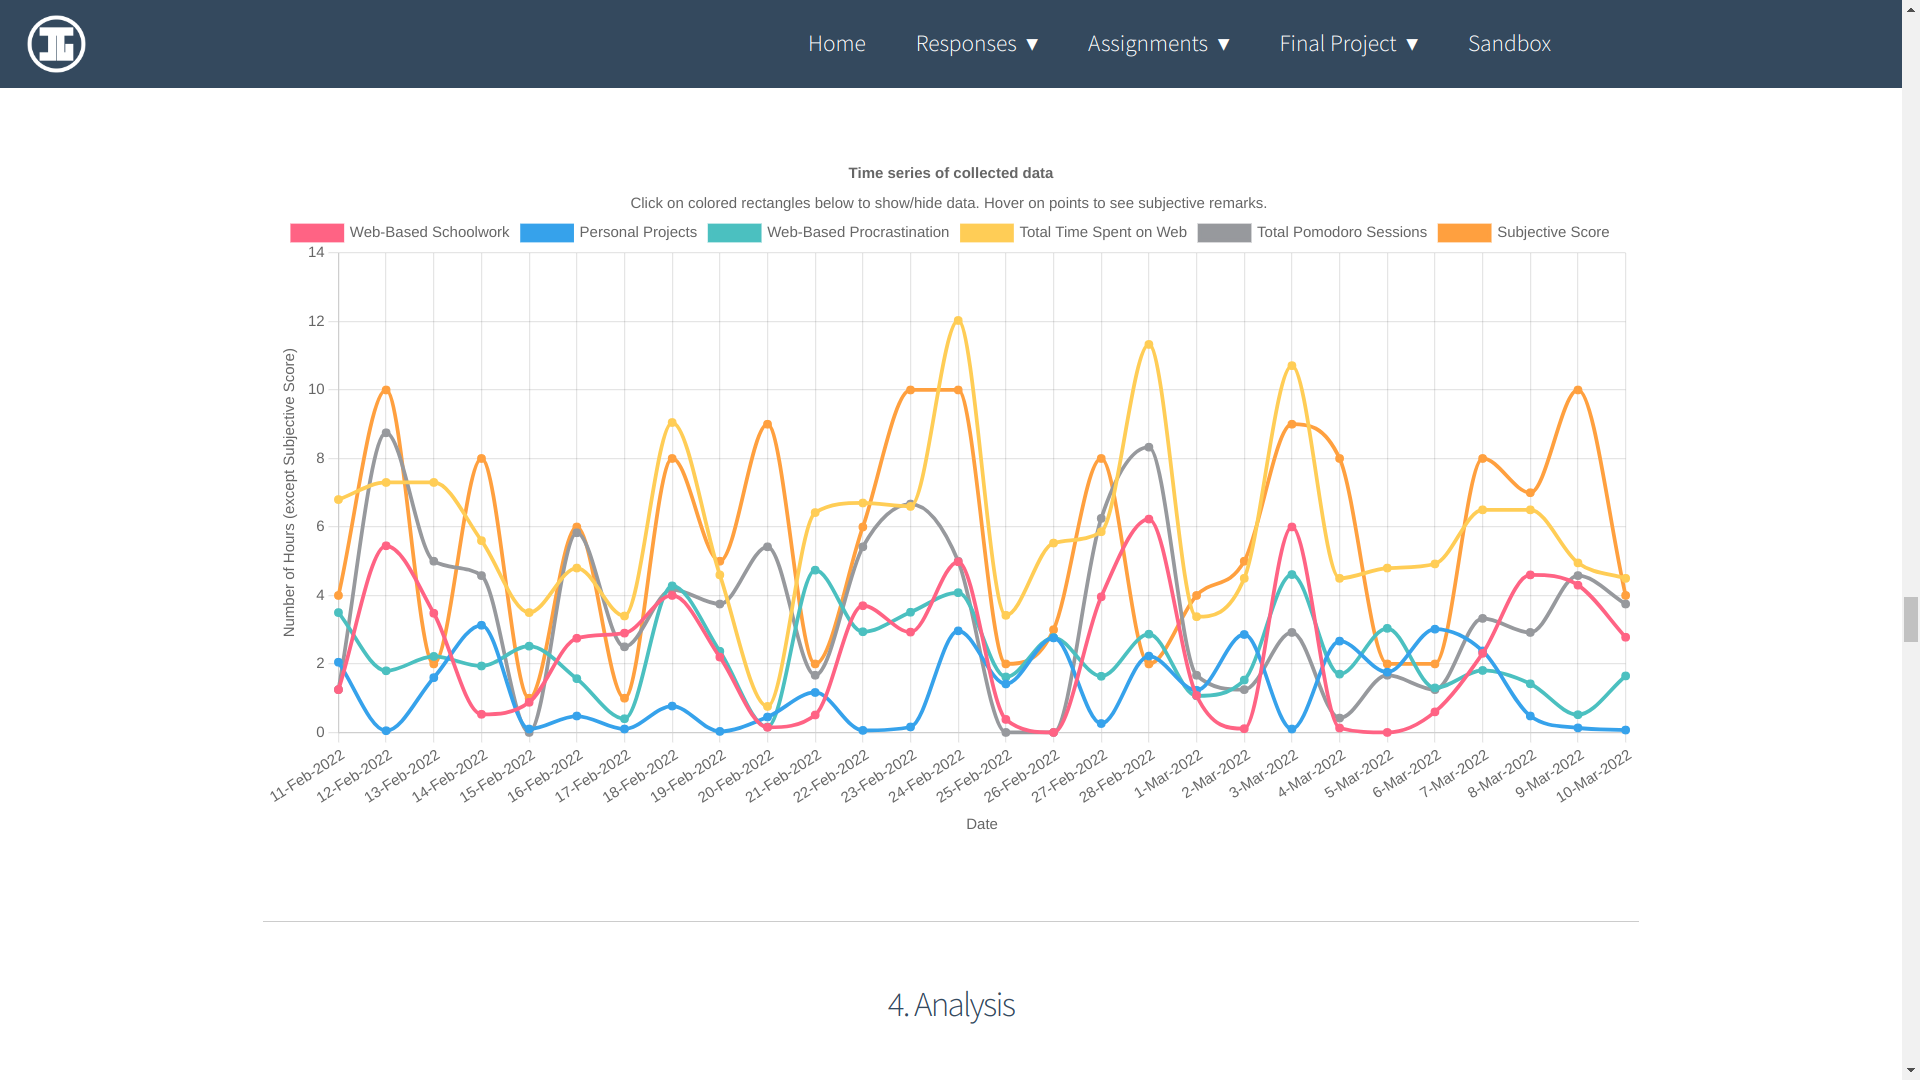 Home Responses ▼ Assignments ▼ Final Project ▼ Sandbox
Time series of collected data
Click on colored rectangles below to show/hide data. Hover on points to see subjective remarks.
Web-Based Schoolwork Personal Projects Web-Based Procrastination Total Time Spent on Web Total Pomodoro Sessions Subjective Score
Number of Hours (except Subjective Score)
14
12
10
8
6
4
2
0
11-Feb-2022
12-Feb-2022
13-Feb-2022
14-Feb-2022
15-Feb-2022
16-Feb-2022
17-Feb-2022
18-Feb-2022
19-Feb-2022
20-Feb-2022
21-Feb-2022
22-Feb-2022
23-Feb-2022
24-Feb-2022
25-Feb-2022
26-Feb-2022
27-Feb-2022
28-Feb-2022
1-Mar-2022
2-Mar-2022
3-Mar-2022
4-Mar-2022
5-Mar-2022
6-Mar-2022
7-Mar-2022
8-Mar-2022
9-Mar-2022
10-Mar-2022
Date
4. Analysis